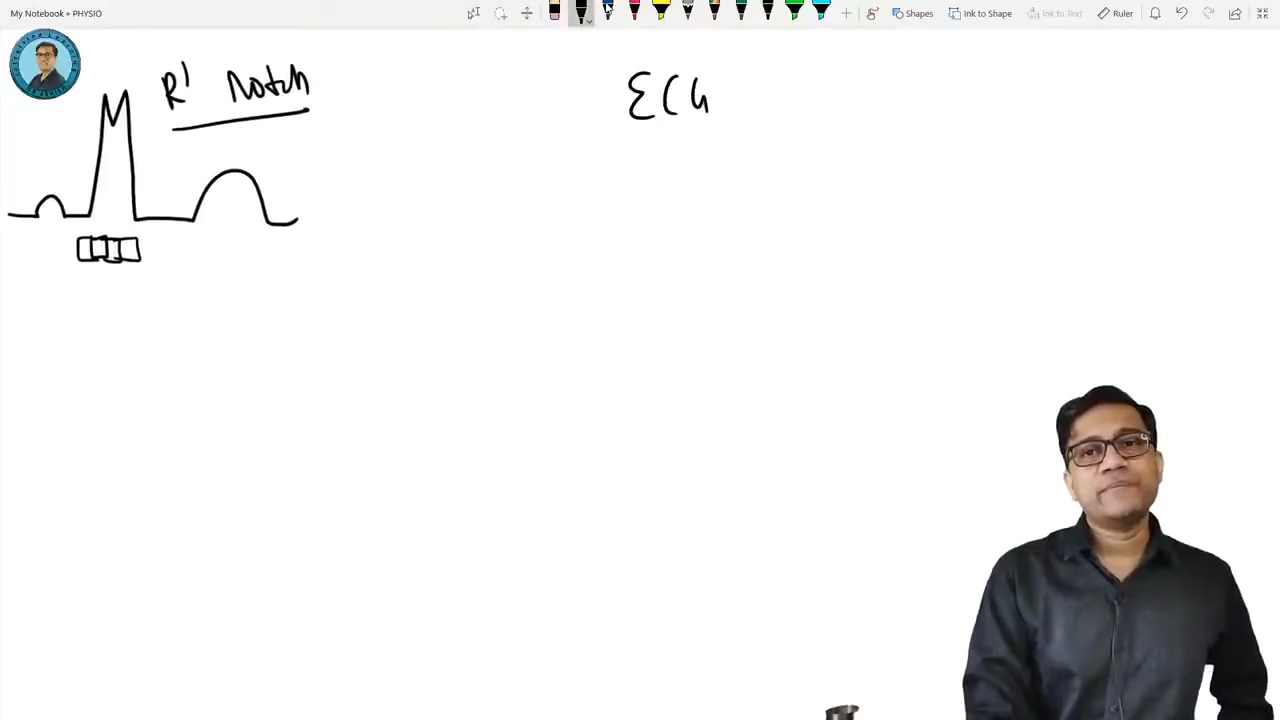 My Notebook » PHYSIO
Shapes
Ink to Shape
Ink to Text
Ruler
R' Notch
ECG